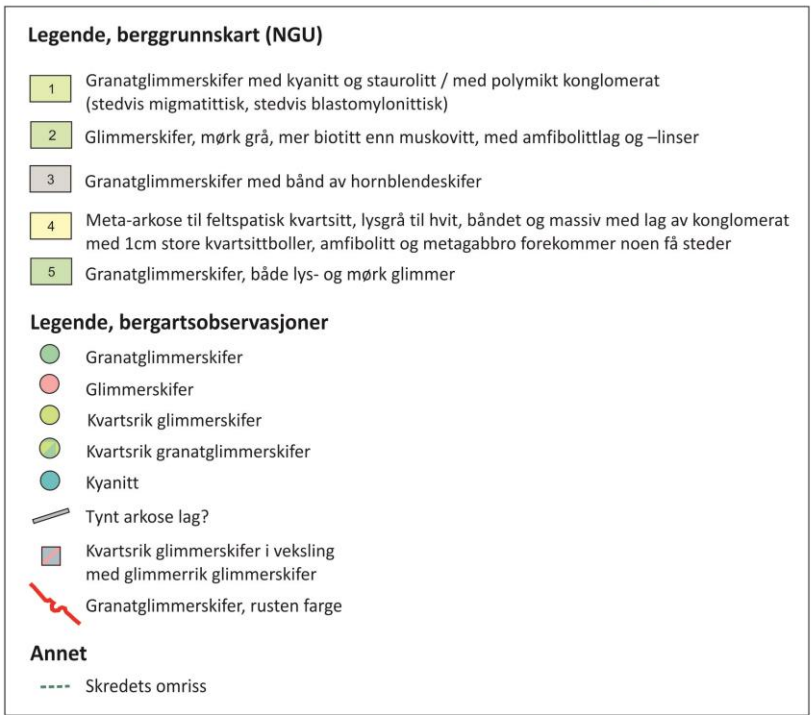 Legende, berggrunnskart (NGU)
1 Granatglimmerskifer med kyanitt og staurolitt / med polymikt konglomerat
(stedvis migmatittisk, stedvis blastomylonittisk)
2 Glimmerskifer, mørk grå, mer biotitt enn muskovitt, med amfibolittlag og –linser
3 Granatglimmerskifer med bånd av hornblendeskifer
4 Meta-arkose til feltspatisk kvartsitt, lysgrå til hvit, båndet og massiv med lag av konglomerat
med 1cm store kvartsittboller, amfibolitt og metagabbro forekommer noen få steder
5 Granatglimmerskifer, både lys- og mørk glimmer
Legende, bergartsobservasjoner
Granatglimmerskifer
Glimmerskifer
Kvartsrik glimmerskifer
Kvartsrik granatglimmerskifer
Kyanitt
Tynt arkose lag?
Kvartsrik glimmerskifer i veksling
med glimmerrik glimmerskifer
Granatglimmerskifer, rusten farge
Annet
Skredets omriss